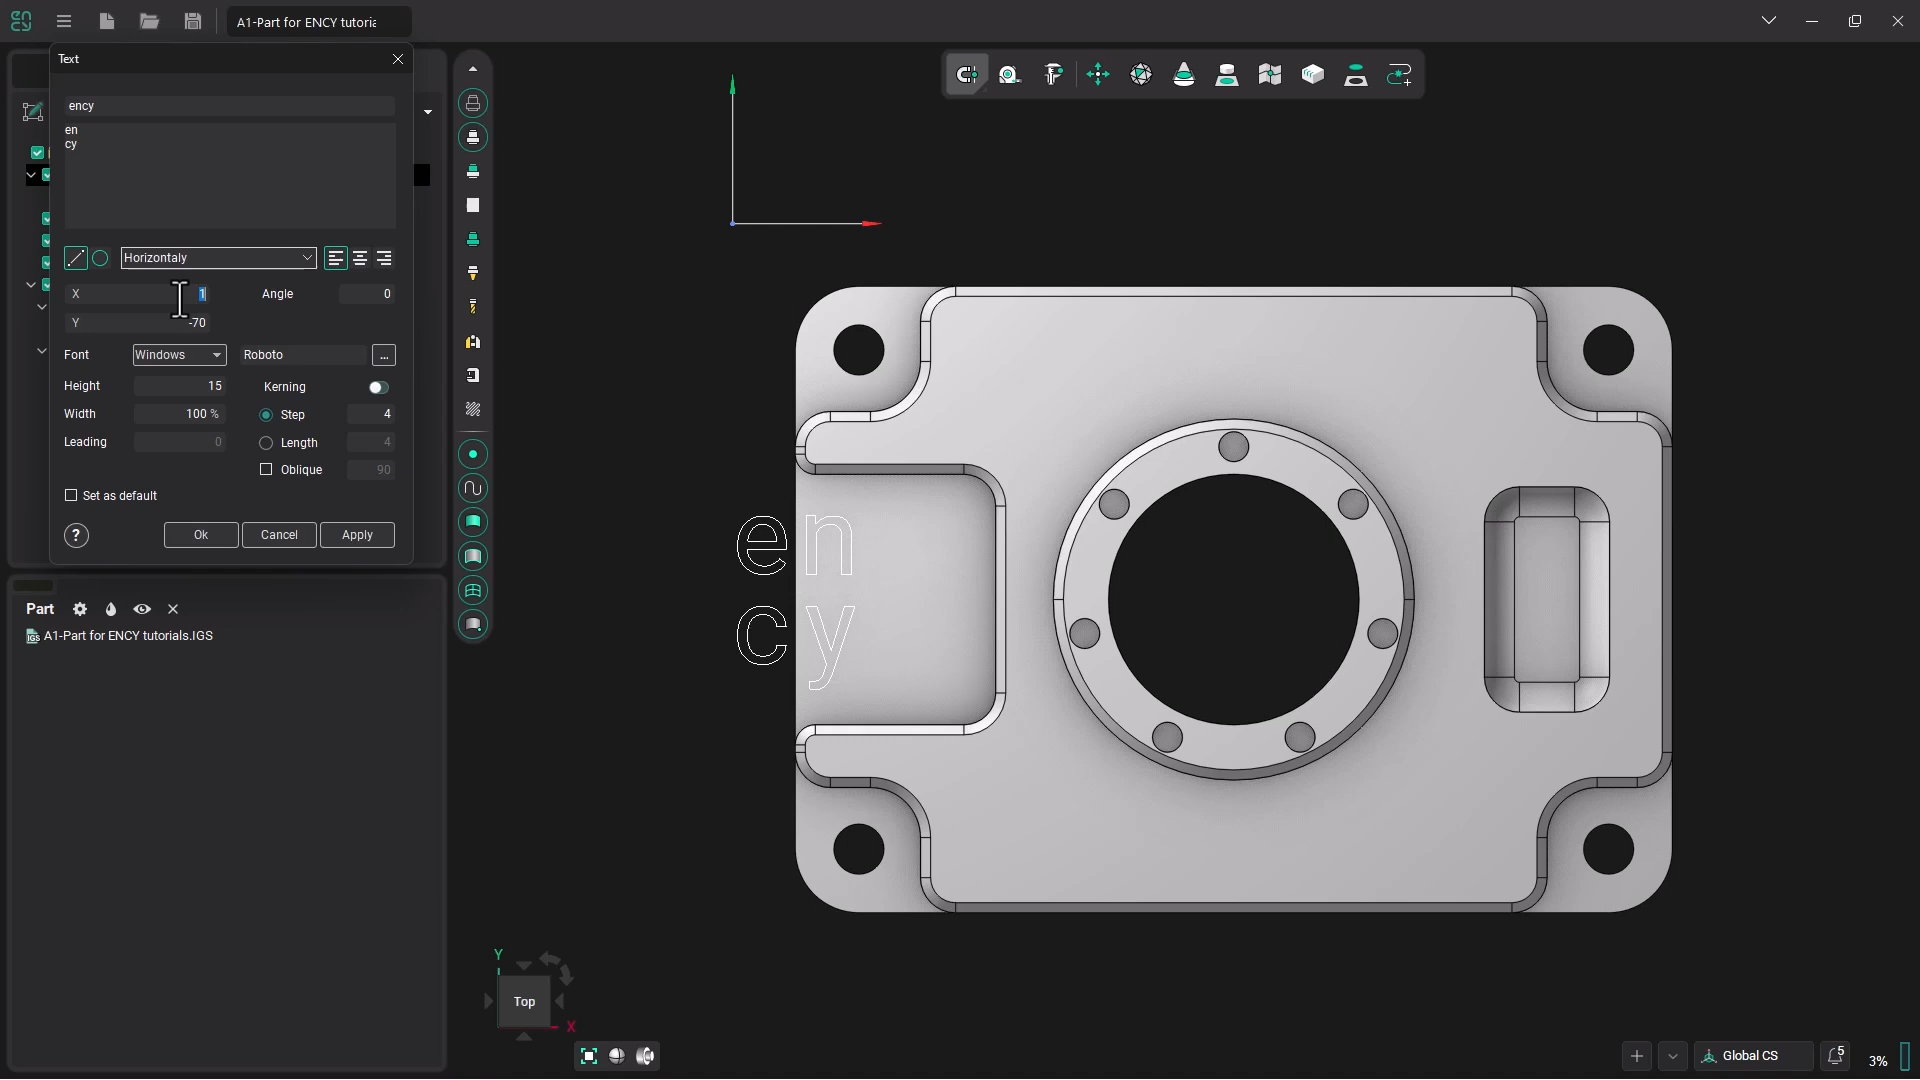 A1-Part for ENCY tutoria
Text
ency
en
cy
Horizontaly
X 1 Angle 0
Y -70
Font Windows Roboto ...
Height 15 Kerning
Width 100 % Step 4
Leading 0 Length 4
Oblique 90
Set as default
? Ok Cancel Apply
en
cy
Part
IGS A1-Part for ENCY tutorials.IGS
Y
Top
X
Global CS 5 3%